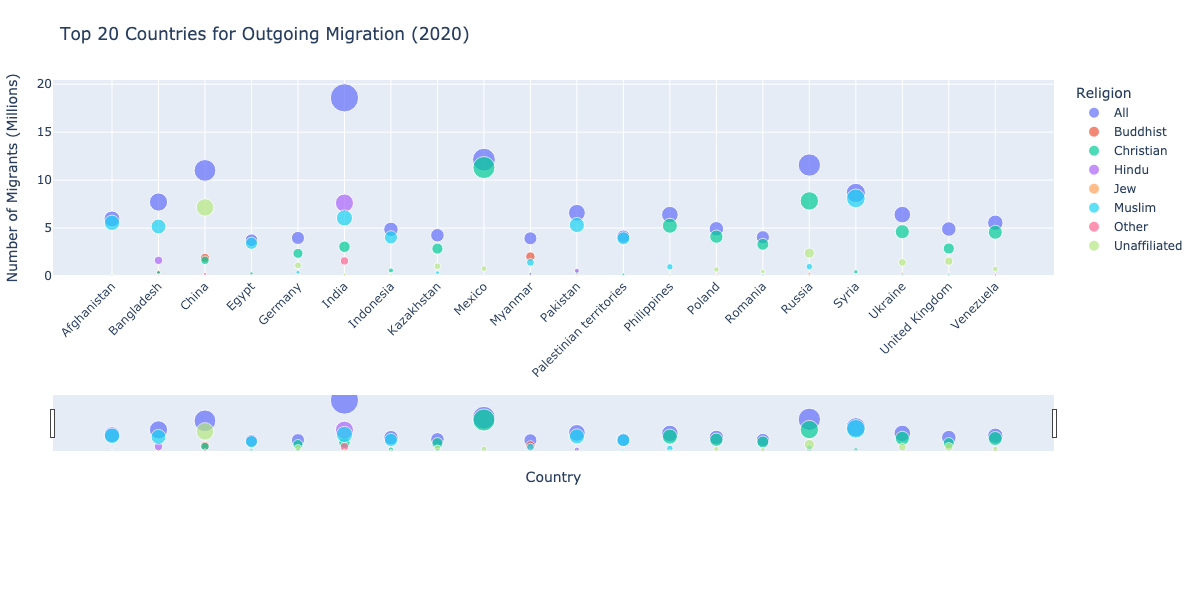 Top 20 Countries for Outgoing Migration (2020)
Number of Migrants (Millions)
20
15
10
5
0
Afghanistan
Bangladesh
China
Egypt
Germany
India
Indonesia
Kazakhstan
Mexico
Myanmar
Pakistan
Palestinian territories
Philippines
Poland
Romania
Russia
Syria
Ukraine
United Kingdom
Venezuela
Country
Religion
All
Buddhist
Christian
Hindu
Jew
Muslim
Other
Unaffiliated